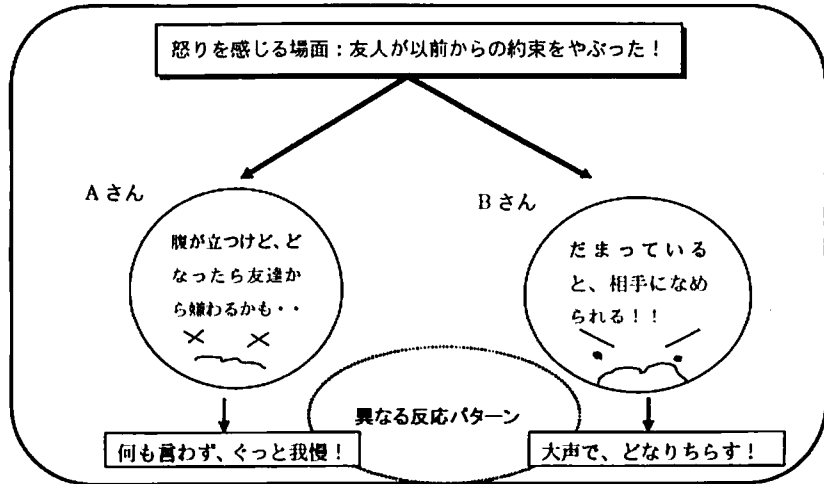 怒りを感じる場面：友人が以前からの約束をやぶった！
Aさん
腹が立つけど、ど
なったら友達か
ら嫌わるかも・・
Bさん
だまっている
と、相手になめ
られる！！
異なる反応パターン
何も言わず、ぐっと我慢！
大声で、どなりちらす！